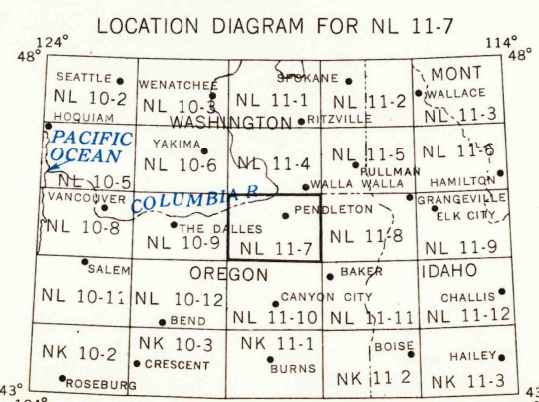 LOCATION DIAGRAM FOR NL 11-7
124°
114°
48°
48°
SEATTLE
NL 10-2
WENATCHEE
NL 10-3
NL 11-1
SPOKANE
NL 11-2
MONT
WALLACE
NL 11-3
HOQUIAM
WASHINGTON
RITZVILLE
PACIFIC
OCEAN
NL 10-5
YAKIMA
NL 10-6
NL 11-4
WALLA WALLA
NL 11-5
PULLMAN
NL 11-6
HAMILTON
COLUMBIA R
VANCOUVER
NL 10-8
THE DALLES
NL 10-9
PENDLETON
NL 11-7
NL 11-8
GRANGEVILLE
ELK CITY
NL 11-9
SALEM
NL 10-11
OREGON
NL 10-12
BEND
CANYON CITY
NL 11-10
BAKER
NL 11-11
IDAHO
CHALLIS
NL 11-12
NK 10-2
ROSEBURG
NK 10-3
CRESCENT
NK 11-1
BURNS
BOISE
NK 11 2
HAILEY
NK 11-3
43°